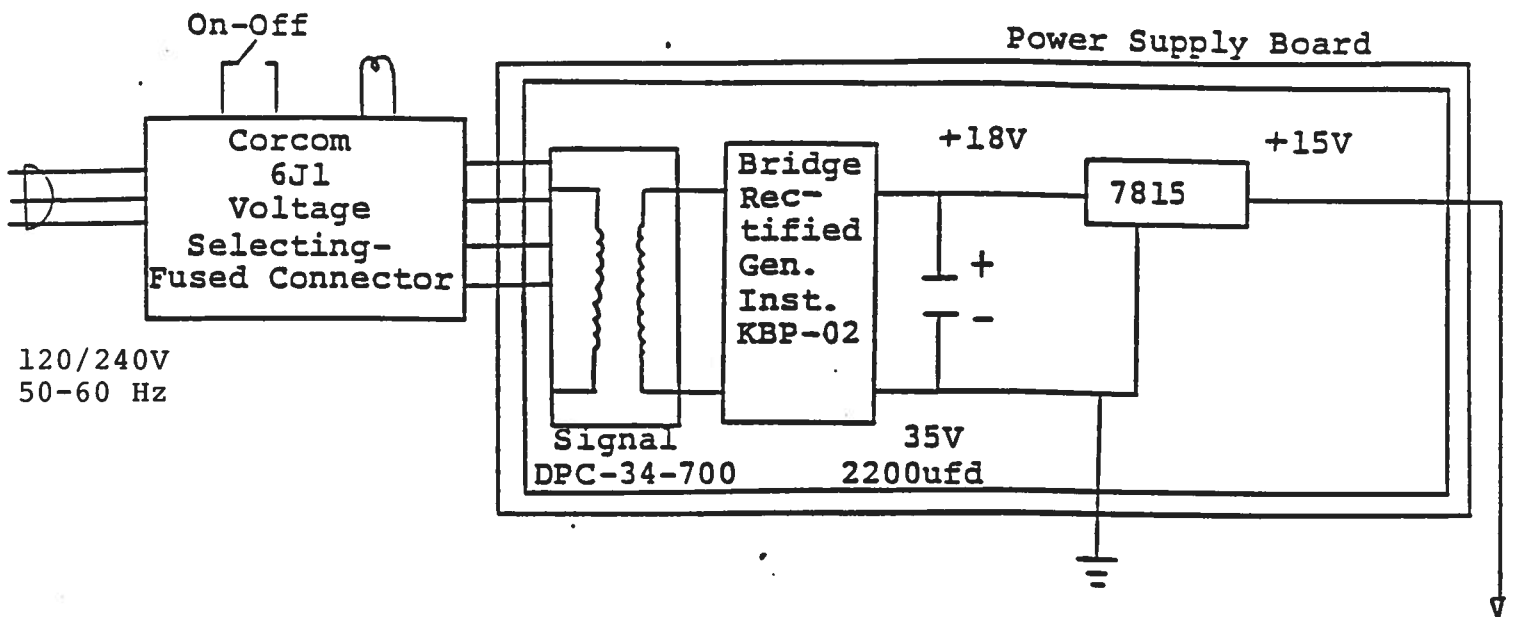 On-Off
Power Supply Board
Corcom
6J1
Voltage
Selecting-
Fused Connector
120/240V
50-60 Hz
Signal
DPC-34-700
Bridge
Rec-
tified
Gen.
Inst.
KBP-02
+18V
+
-
35V
2200ufd
7815
+15V